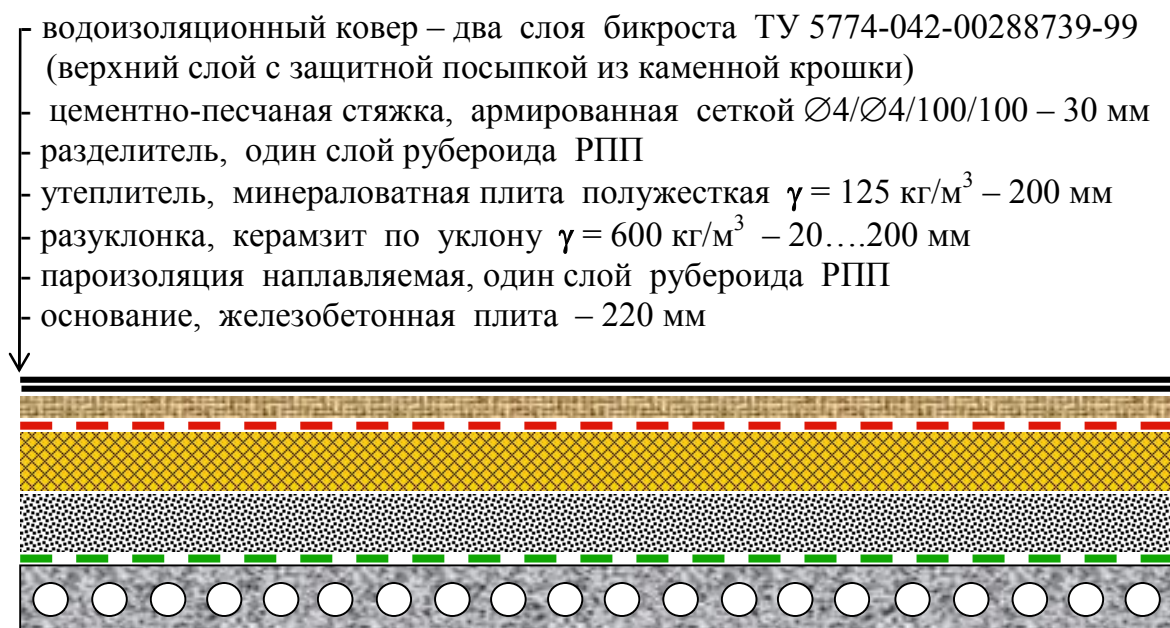 - водоизоляционный ковер – два слоя бикроста ТУ 5774-042-00288739-99
(верхний слой с защитной посыпкой из каменной крошки)
- цементно-песчаная стяжка, армированная сеткой ∅4/∅4/100/100 – 30 мм
- разделитель, один слой рубероида РПП
- утеплитель, минераловатная плита полужесткая γ = 125 кг/м³ – 200 мм
- разуклонка, керамзит по уклону γ = 600 кг/м³ – 20….200 мм
- пароизоляция наплавляемая, один слой рубероида РПП
- основание, железобетонная плита – 220 мм